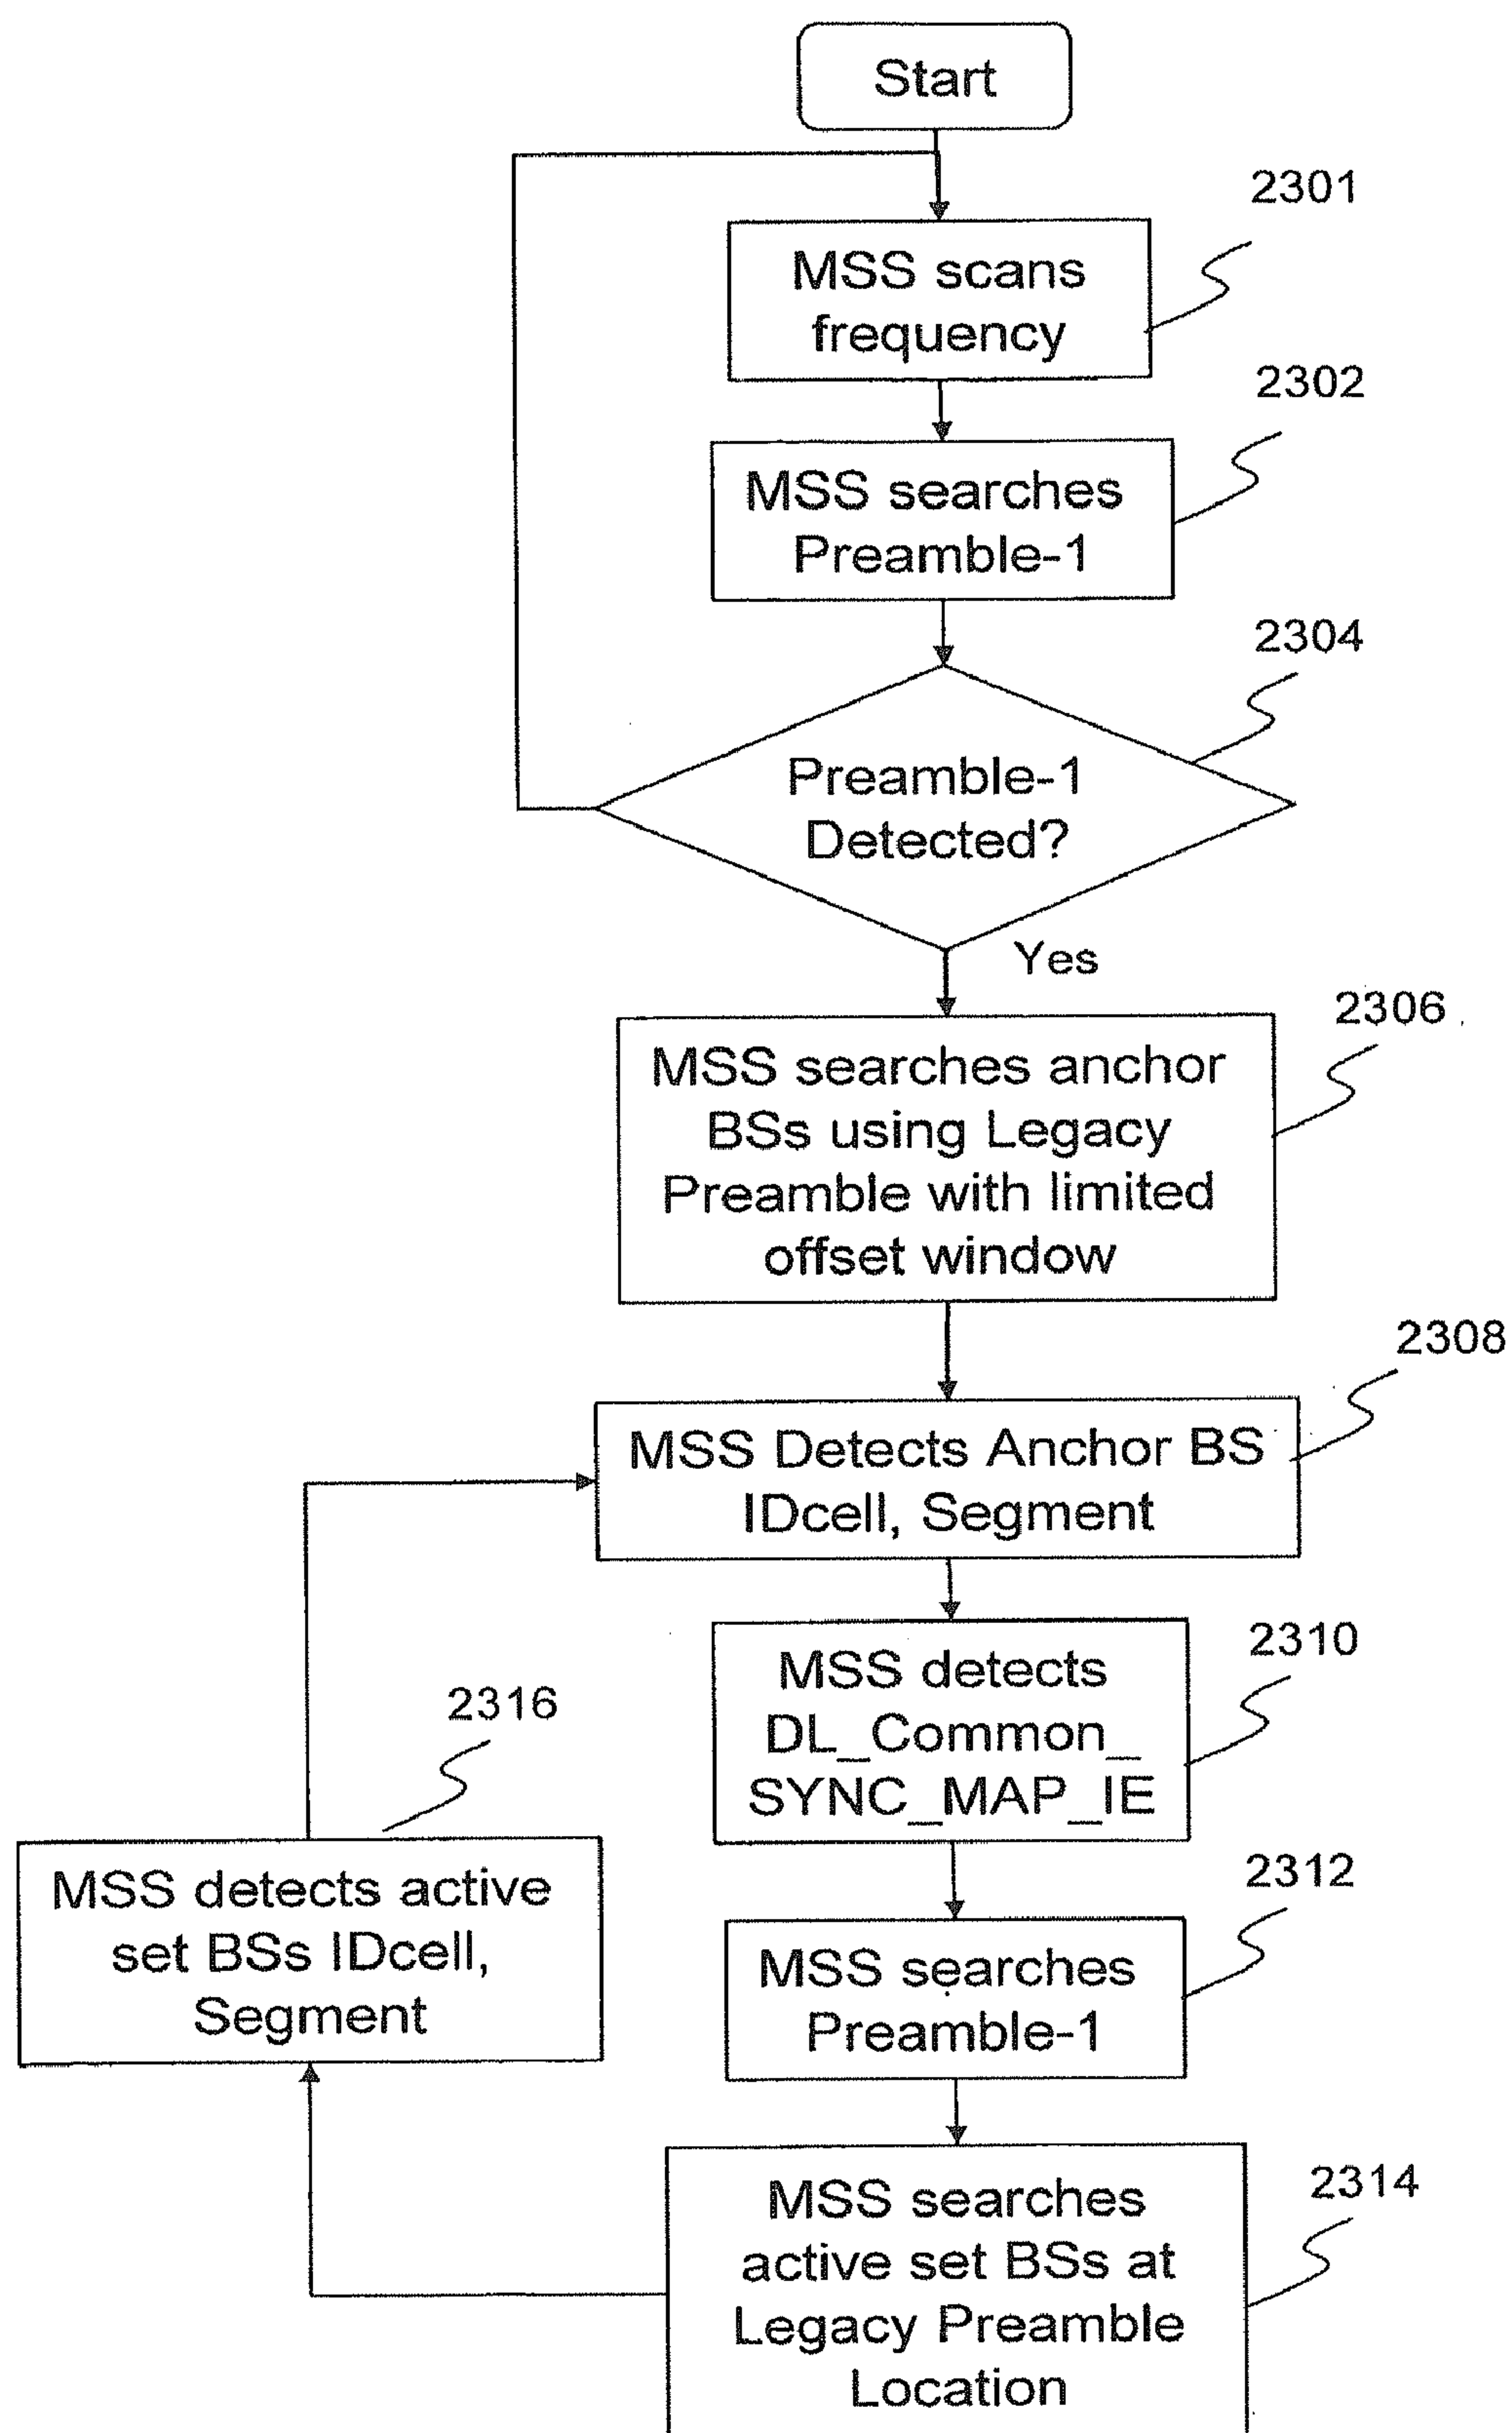 Start
2301
MSS scans
frequency
2302
MSS searches
Preamble-1
2304
Preamble-1
Detected?
Yes
2306
MSS searches anchor
BSs using Legacy
Preamble with limited
offset window
2308
MSS Detects Anchor BS
IDcell, Segment
2310
MSS detects
DL_Common_
SYNC_MAP_IE
2316
MSS detects active
set BSs IDcell,
Segment
2312
MSS searches
Preamble-1
2314
MSS searches
active set BSs at
Legacy Preamble
Location